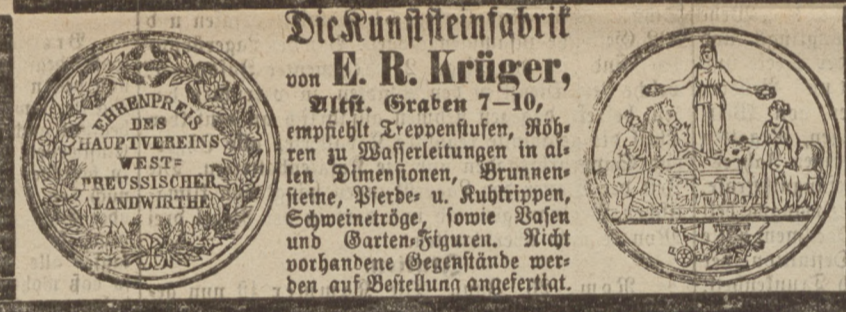 EHRENPREIS
DES
HAUPTVEREINS
WEST=
PREUSSISCHER
LANDWIRTHE
Die Kunststeinfabrik
von E. R. Krüger,
Altst. Graben 7—10,
empfiehlt Treppenstufen, Röh-
ren zu Wasserleitungen in al-
len Dimensionen, Brunnen-
steine, Pferde- u. Kuhkrippen,
Schweinetröge, sowie Vasen
und Garten-Figuren. Nicht
vorhandene Gegenstände wer-
den auf Bestellung angefertigt.